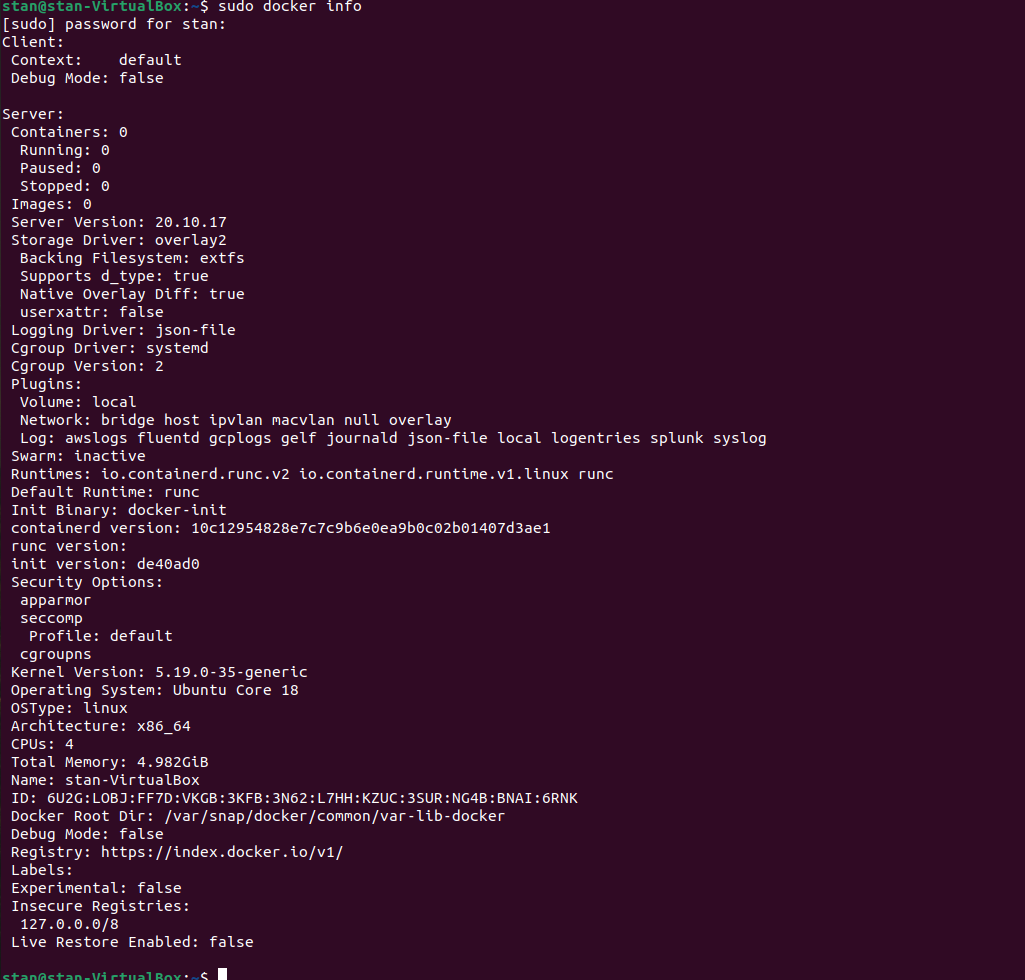 stan@stan-VirtualBox:~$ sudo docker info
[sudo] password for stan:
Client:
 Context:    default
 Debug Mode: false

Server:
 Containers: 0
  Running: 0
  Paused: 0
  Stopped: 0
 Images: 0
 Server Version: 20.10.17
 Storage Driver: overlay2
  Backing Filesystem: extfs
  Supports d_type: true
  Native Overlay Diff: true
  userxattr: false
 Logging Driver: json-file
 Cgroup Driver: systemd
 Cgroup Version: 2
 Plugins:
  Volume: local
  Network: bridge host ipvlan macvlan null overlay
  Log: awslogs fluentd gcplogs gelf journald json-file local logentries splunk syslog
 Swarm: inactive
 Runtimes: io.containerd.runc.v2 io.containerd.runtime.v1.linux runc
 Default Runtime: runc
 Init Binary: docker-init
 containerd version: 10c12954828e7c7c9b6e0ea9b0c02b01407d3ae1
 runc version:
 init version: de40ad0
 Security Options:
  apparmor
  seccomp
   Profile: default
  cgroupns
 Kernel Version: 5.19.0-35-generic
 Operating System: Ubuntu Core 18
 OSType: linux
 Architecture: x86_64
 CPUs: 4
 Total Memory: 4.982GiB
 Name: stan-VirtualBox
 ID: 6U2G:LOBJ:FF7D:VKGB:3KFB:3N62:L7HH:KZUC:3SUR:NG4B:BNAI:6RNK
 Docker Root Dir: /var/snap/docker/common/var-lib-docker
 Debug Mode: false
 Registry: https://index.docker.io/v1/
 Labels:
 Experimental: false
 Insecure Registries:
  127.0.0.0/8
 Live Restore Enabled: false

stan@stan-VirtualBox:~$